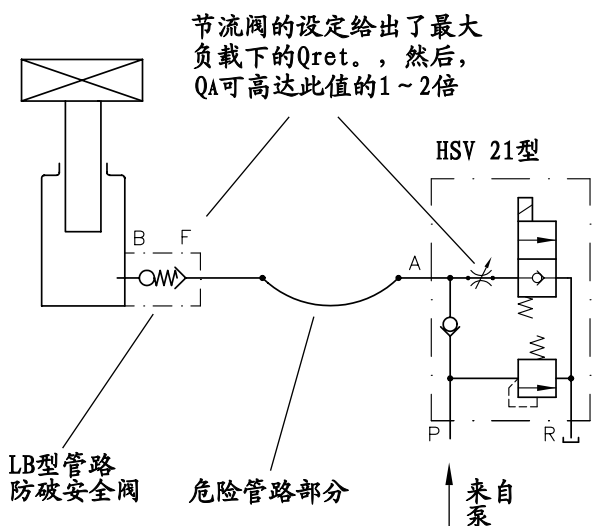 节流阀的设定给出了最大
负载下的Qret。，然后，
QA可高达此值的1～2倍
HSV 21型
B
F
A
P
R
LB型管路
防破安全阀
危险管路部分
来自
泵